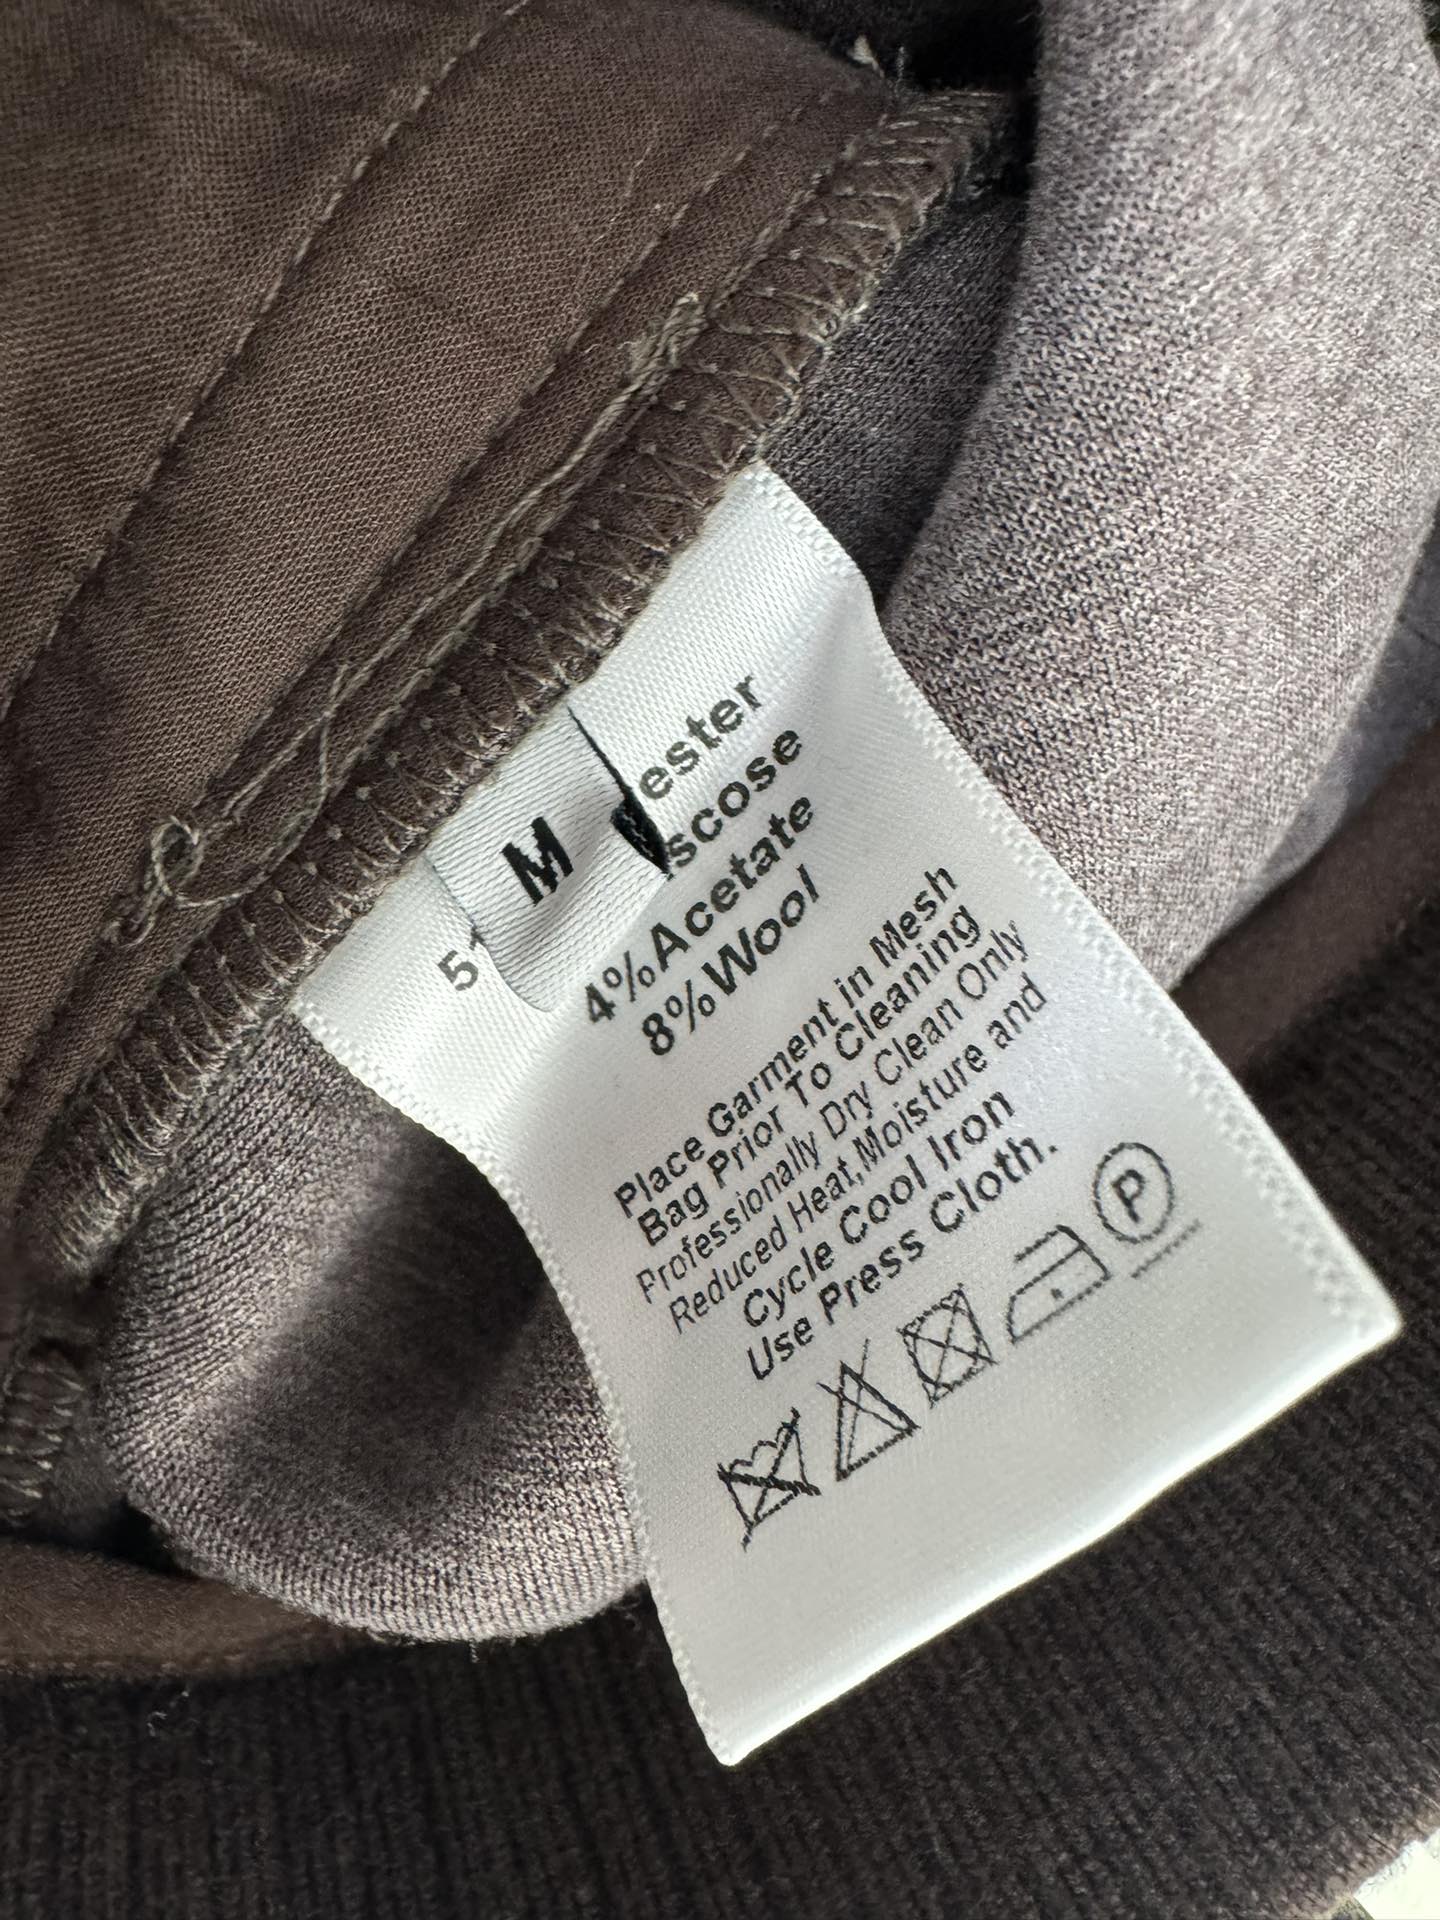 M
51
ester
scose
4%Acetate
8%Wool
Place Garment in Mesh
Bag Prior To Cleaning
Professionally Dry Clean Only
Reduced Heat,Moisture and
Cycle Cool Iron
Use Press Cloth.
P